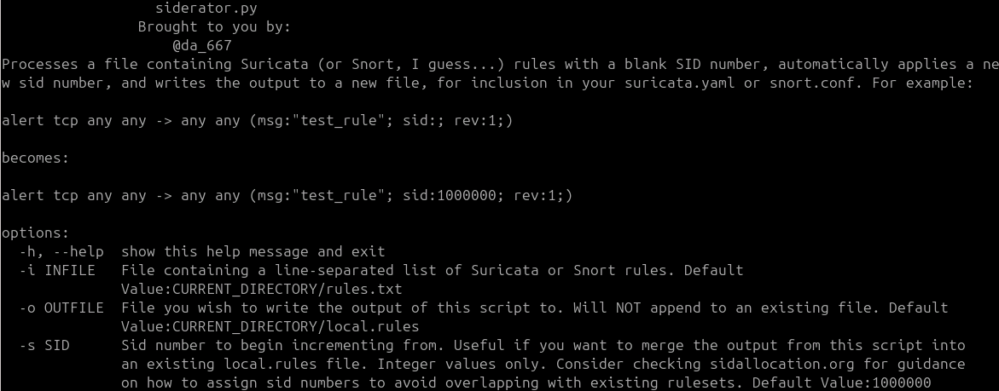 siderator.py
Brought to you by:
@da_667
Processes a file containing Suricata (or Snort, I guess...) rules with a blank SID number, automatically applies a ne
w sid number, and writes the output to a new file, for inclusion in your suricata.yaml or snort.conf. For example:
alert tcp any any -> any any (msg:"test_rule"; sid:; rev:1;)
becomes:
alert tcp any any -> any any (msg:"test_rule"; sid:1000000; rev:1;)
options:
-h, --help  show this help message and exit
-i INFILE   File containing a line-separated list of Suricata or Snort rules. Default
Value:CURRENT_DIRECTORY/rules.txt
-o OUTFILE  File you wish to write the output of this script to. Will NOT append to an existing file. Default
Value:CURRENT_DIRECTORY/local.rules
-s SID      Sid number to begin incrementing from. Useful if you want to merge the output from this script into
an existing local.rules file. Integer values only. Consider checking sidallocation.org for guidance
on how to assign sid numbers to avoid overlapping with existing rulesets. Default Value:1000000